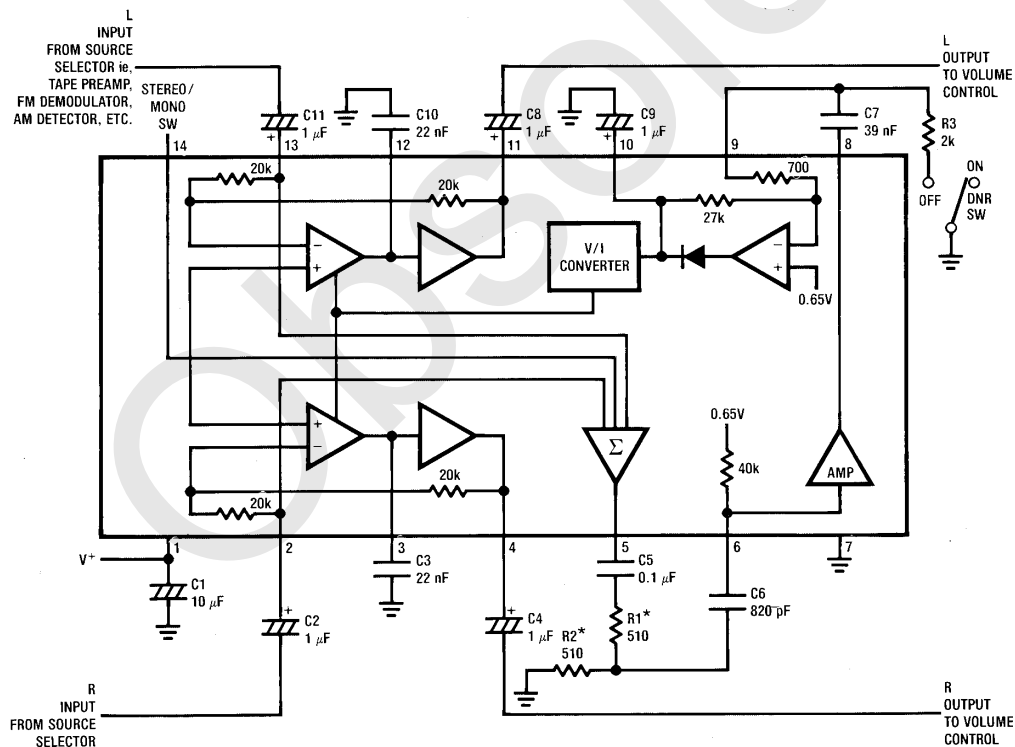 L
INPUT
FROM SOURCE
SELECTOR ie,
TAPE PREAMP,
FM DEMODULATOR,
AM DETECTOR, ETC.
STEREO/
MONO
SW
14
C11
1 µF
+
13
C10
22 nF
12
C8
1 µF
+
11
C9
1 µF
+
10
L
OUTPUT
TO VOLUME
CONTROL
9
C7
39 nF
8
R3
2k
OFF
ON
DNR
SW
20k
20k
700
27k
−
+
V/I
CONVERTER
−
+
0.65V
+
−
Σ
0.65V
40k
AMP
20k
20k
V+
1
2
3
4
5
6
7
C1
10 µF
+
C2
1 µF
C3
22 nF
+
C4
1 µF
C5
0.1 µF
R1*
510
R2*
510
C6
820 pF
R
INPUT
FROM SOURCE
SELECTOR
R
OUTPUT
TO VOLUME
CONTROL
Obsole